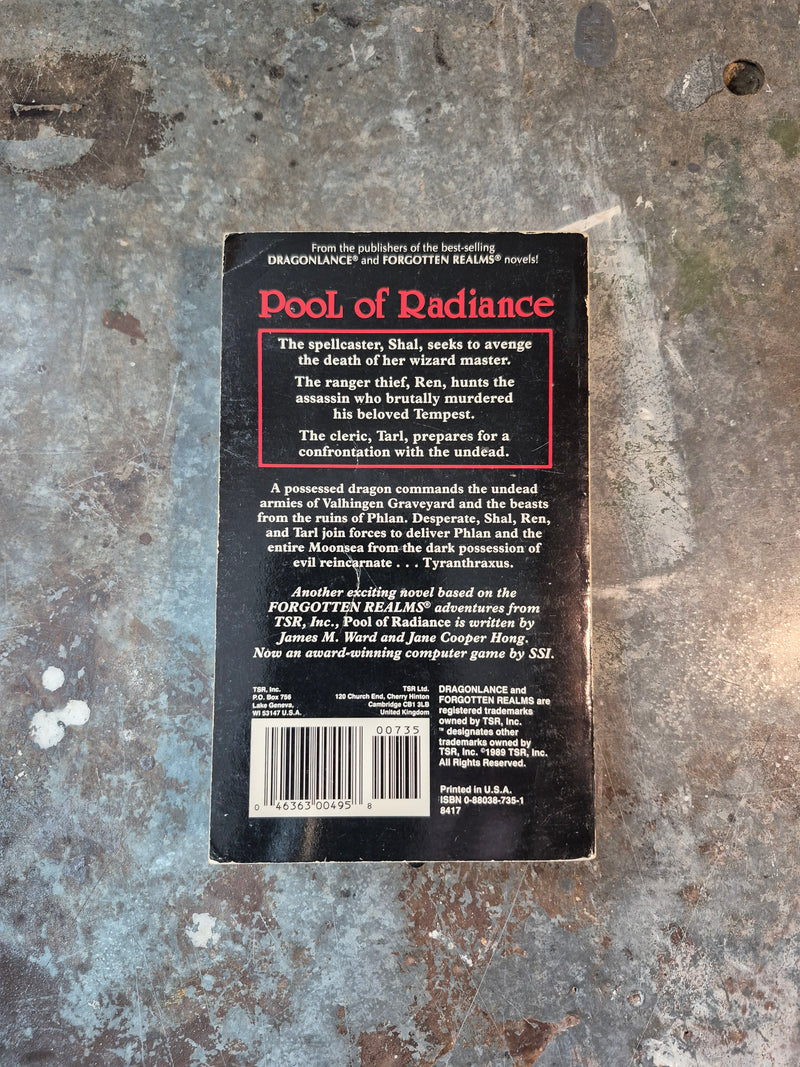 From the publishers of the best-selling
DRAGONLANCE® and FORGOTTEN REALMS® novels!
Pool of Radiance
The spellcaster, Shal, seeks to avenge
the death of her wizard master.
The ranger thief, Ren, hunts the
assassin who brutally murdered
his beloved Tempest.
The cleric, Tarl, prepares for a
confrontation with the undead.
A possessed dragon commands the undead
armies of Valhingen Graveyard and the beasts
from the ruins of Phlan. Desperate, Shal, Ren,
and Tarl join forces to deliver Phlan and the
entire Moonsea from the dark possession of
evil reincarnate . . . Tyranthraxus.
Another exciting novel based on the
FORGOTTEN REALMS® adventures from
TSR, Inc., Pool of Radiance is written by
James M. Ward and Jane Cooper Hong.
Now an award-winning computer game by SSI.
TSR, Inc.
P.O. Box 756
Lake Geneva,
WI 53147 U.S.A.
TSR Ltd.
120 Church End, Cherry Hinton
Cambridge CB1 3LB
United Kingdom
00735
0 46363 00495 8
DRAGONLANCE and
FORGOTTEN REALMS are
registered trademarks
owned by TSR, Inc.
™ designates other
trademarks owned by
TSR, Inc. ©1989 TSR, Inc.
All Rights Reserved.
Printed in U.S.A.
ISBN 0-88038-735-1
8417